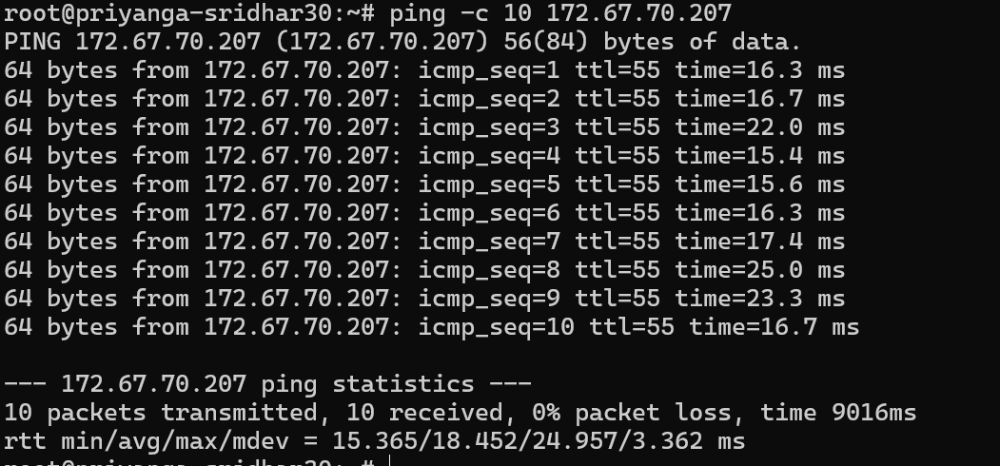 root@priyanga-sridhar30:~# ping -c 10 172.67.70.207
PING 172.67.70.207 (172.67.70.207) 56(84) bytes of data.
64 bytes from 172.67.70.207: icmp_seq=1 ttl=55 time=16.3 ms
64 bytes from 172.67.70.207: icmp_seq=2 ttl=55 time=16.7 ms
64 bytes from 172.67.70.207: icmp_seq=3 ttl=55 time=22.0 ms
64 bytes from 172.67.70.207: icmp_seq=4 ttl=55 time=15.4 ms
64 bytes from 172.67.70.207: icmp_seq=5 ttl=55 time=15.6 ms
64 bytes from 172.67.70.207: icmp_seq=6 ttl=55 time=16.3 ms
64 bytes from 172.67.70.207: icmp_seq=7 ttl=55 time=17.4 ms
64 bytes from 172.67.70.207: icmp_seq=8 ttl=55 time=25.0 ms
64 bytes from 172.67.70.207: icmp_seq=9 ttl=55 time=23.3 ms
64 bytes from 172.67.70.207: icmp_seq=10 ttl=55 time=16.7 ms
--- 172.67.70.207 ping statistics ---
10 packets transmitted, 10 received, 0% packet loss, time 9016ms
rtt min/avg/max/mdev = 15.365/18.452/24.957/3.362 ms
root@priyanga-sridhar30:~#